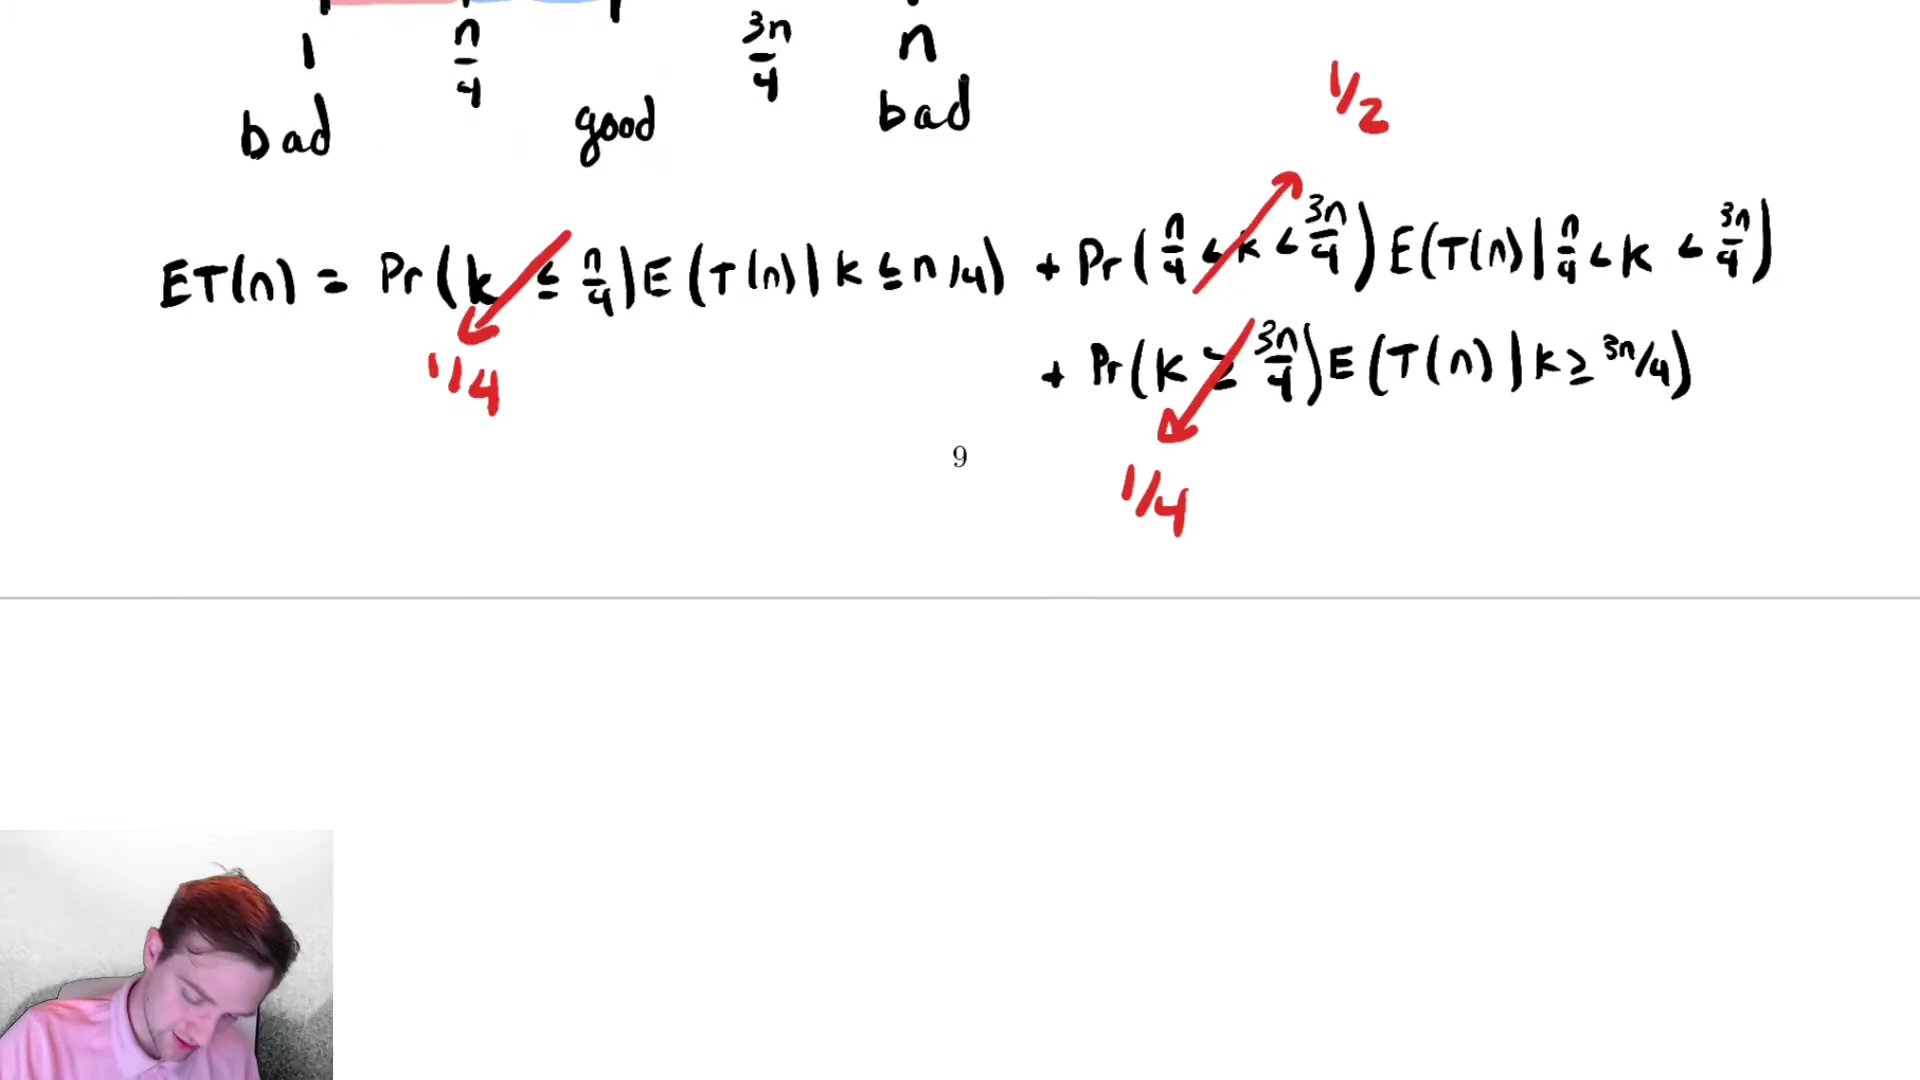 1 n/4 3n/4 n
bad good bad
1/2
ET(n) = Pr(k ≤ n/4)E(T(n)|k ≤ n/4) + Pr(n/4 < k < 3n/4)E(T(n)|n/4 < k < 3n/4)
+ Pr(k ≥ 3n/4)E(T(n)|k ≥ 3n/4)
1/4
1/4
9